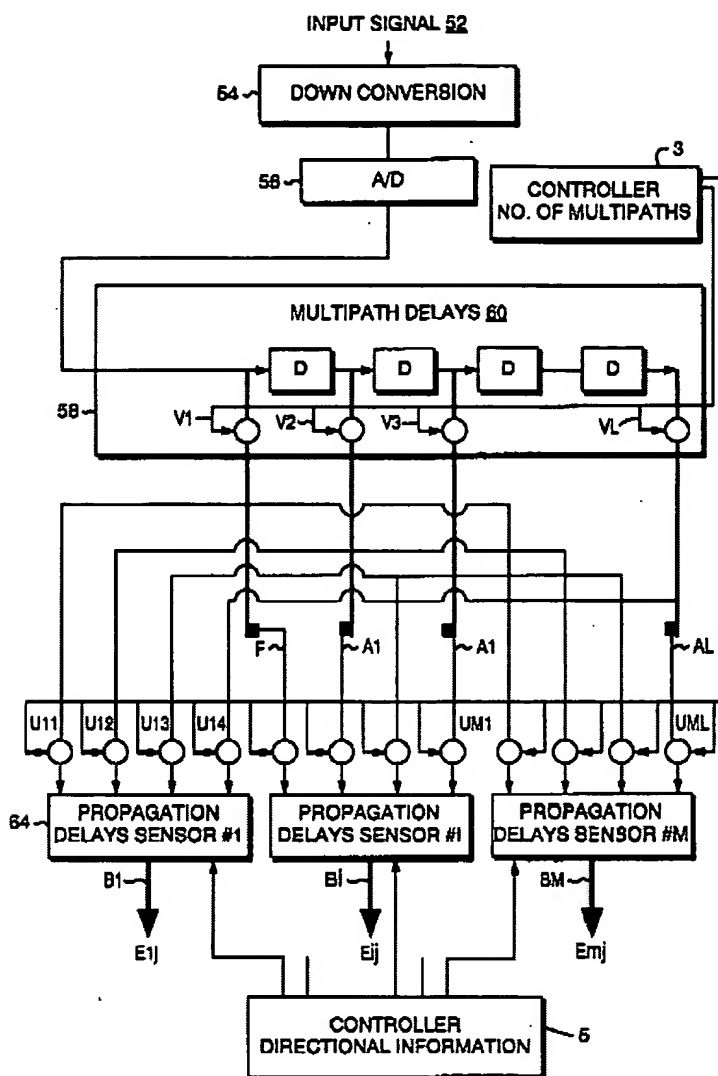 INPUT SIGNAL 52
54
DOWN CONVERSION
56
A/D
3
CONTROLLER
NO. OF MULTIPATHS
MULTIPATH DELAYS 60
D D D D
58
V1 V2 V3 VL
F A1 A1 AL
U11 U12 U13 U14 UM1 UML
64
PROPAGATION
DELAYS SENSOR #1
PROPAGATION
DELAYS SENSOR #I
PROPAGATION
DELAYS SENSOR #M
B1 Bi BM
E1j Eij Emj
CONTROLLER
DIRECTIONAL INFORMATION
5